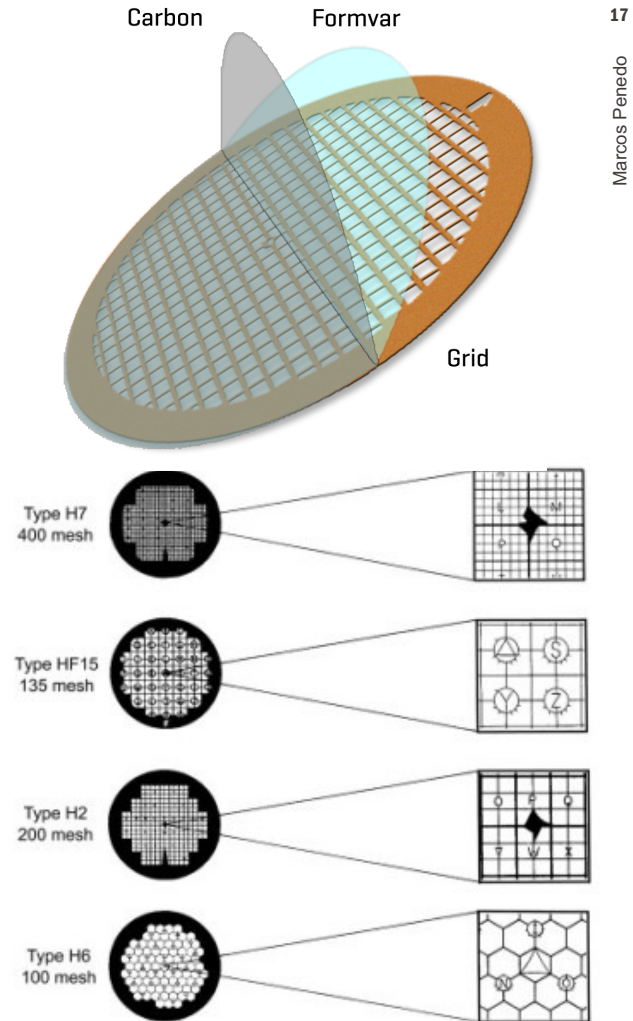 Carbon
Formvar
17
Marcos Penedo
Grid
Type H7
400 mesh
L M
P Q
Type HF15
135 mesh
S
Y Z
Type H2
200 mesh
O P Q
V W X
Type H6
100 mesh
N O